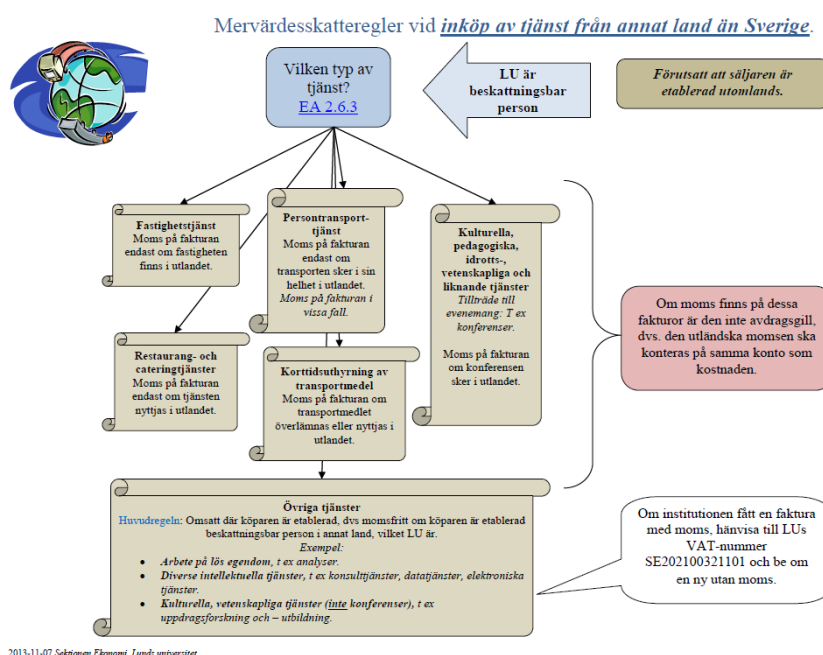 Mervärdesskatteregler vid inköp av tjänst från annat land än Sverige.
Vilken typ av
tjänst?
EA 2.6.3
LU är
beskattningsbar
person
Förutsatt att säljaren är
etablerad utomlands.
Fastighetstjänst
Moms på fakturan
endast om fastigheten
finns i utlandet.
Persontransport-
tjänst
Moms på fakturan
endast om
transporten sker i sin
helhet i utlandet.
Moms på fakturan i
vissa fall.
Kulturella,
pedagogiska,
idrotts-,
vetenskapliga och
liknande tjänster
Tillträde till
evenemang: T ex
konferenser.
Moms på fakturan
om konferensen
sker i utlandet.
Om moms finns på dessa
fakturor är den inte avdragsgill,
dvs. den utländska momsen ska
konteras på samma konto som
kostnaden.
Restaurang- och
cateringtjänster
Moms på fakturan
endast om tjänsten
nyttjas i utlandet.
Korttidsuthyrning av
transportmedel
Moms på fakturan om
transportmedlet
överlämnas eller nyttjas i
utlandet.
Övriga tjänster
Huvudregeln: Omsatt där köparen är etablerad, dvs momsfritt om köparen är etablerad
beskattningsbar person i annat land, vilket LU är.
Exempel:
• Arbete på lös egendom, t ex analyser.
• Diverse intellektuella tjänster, t ex konsulttjänster, datatjänster, elektroniska
tjänster.
• Kulturella, vetenskapliga tjänster (inte konferenser), t ex
uppdragsforskning och – utbildning.
Om institutionen fått en faktura
med moms, hänvisa till LUs
VAT-nummer
SE202100321101 och be om
en ny utan moms.
2013-11-07 Sektionen Ekonomi, Lunds universitet